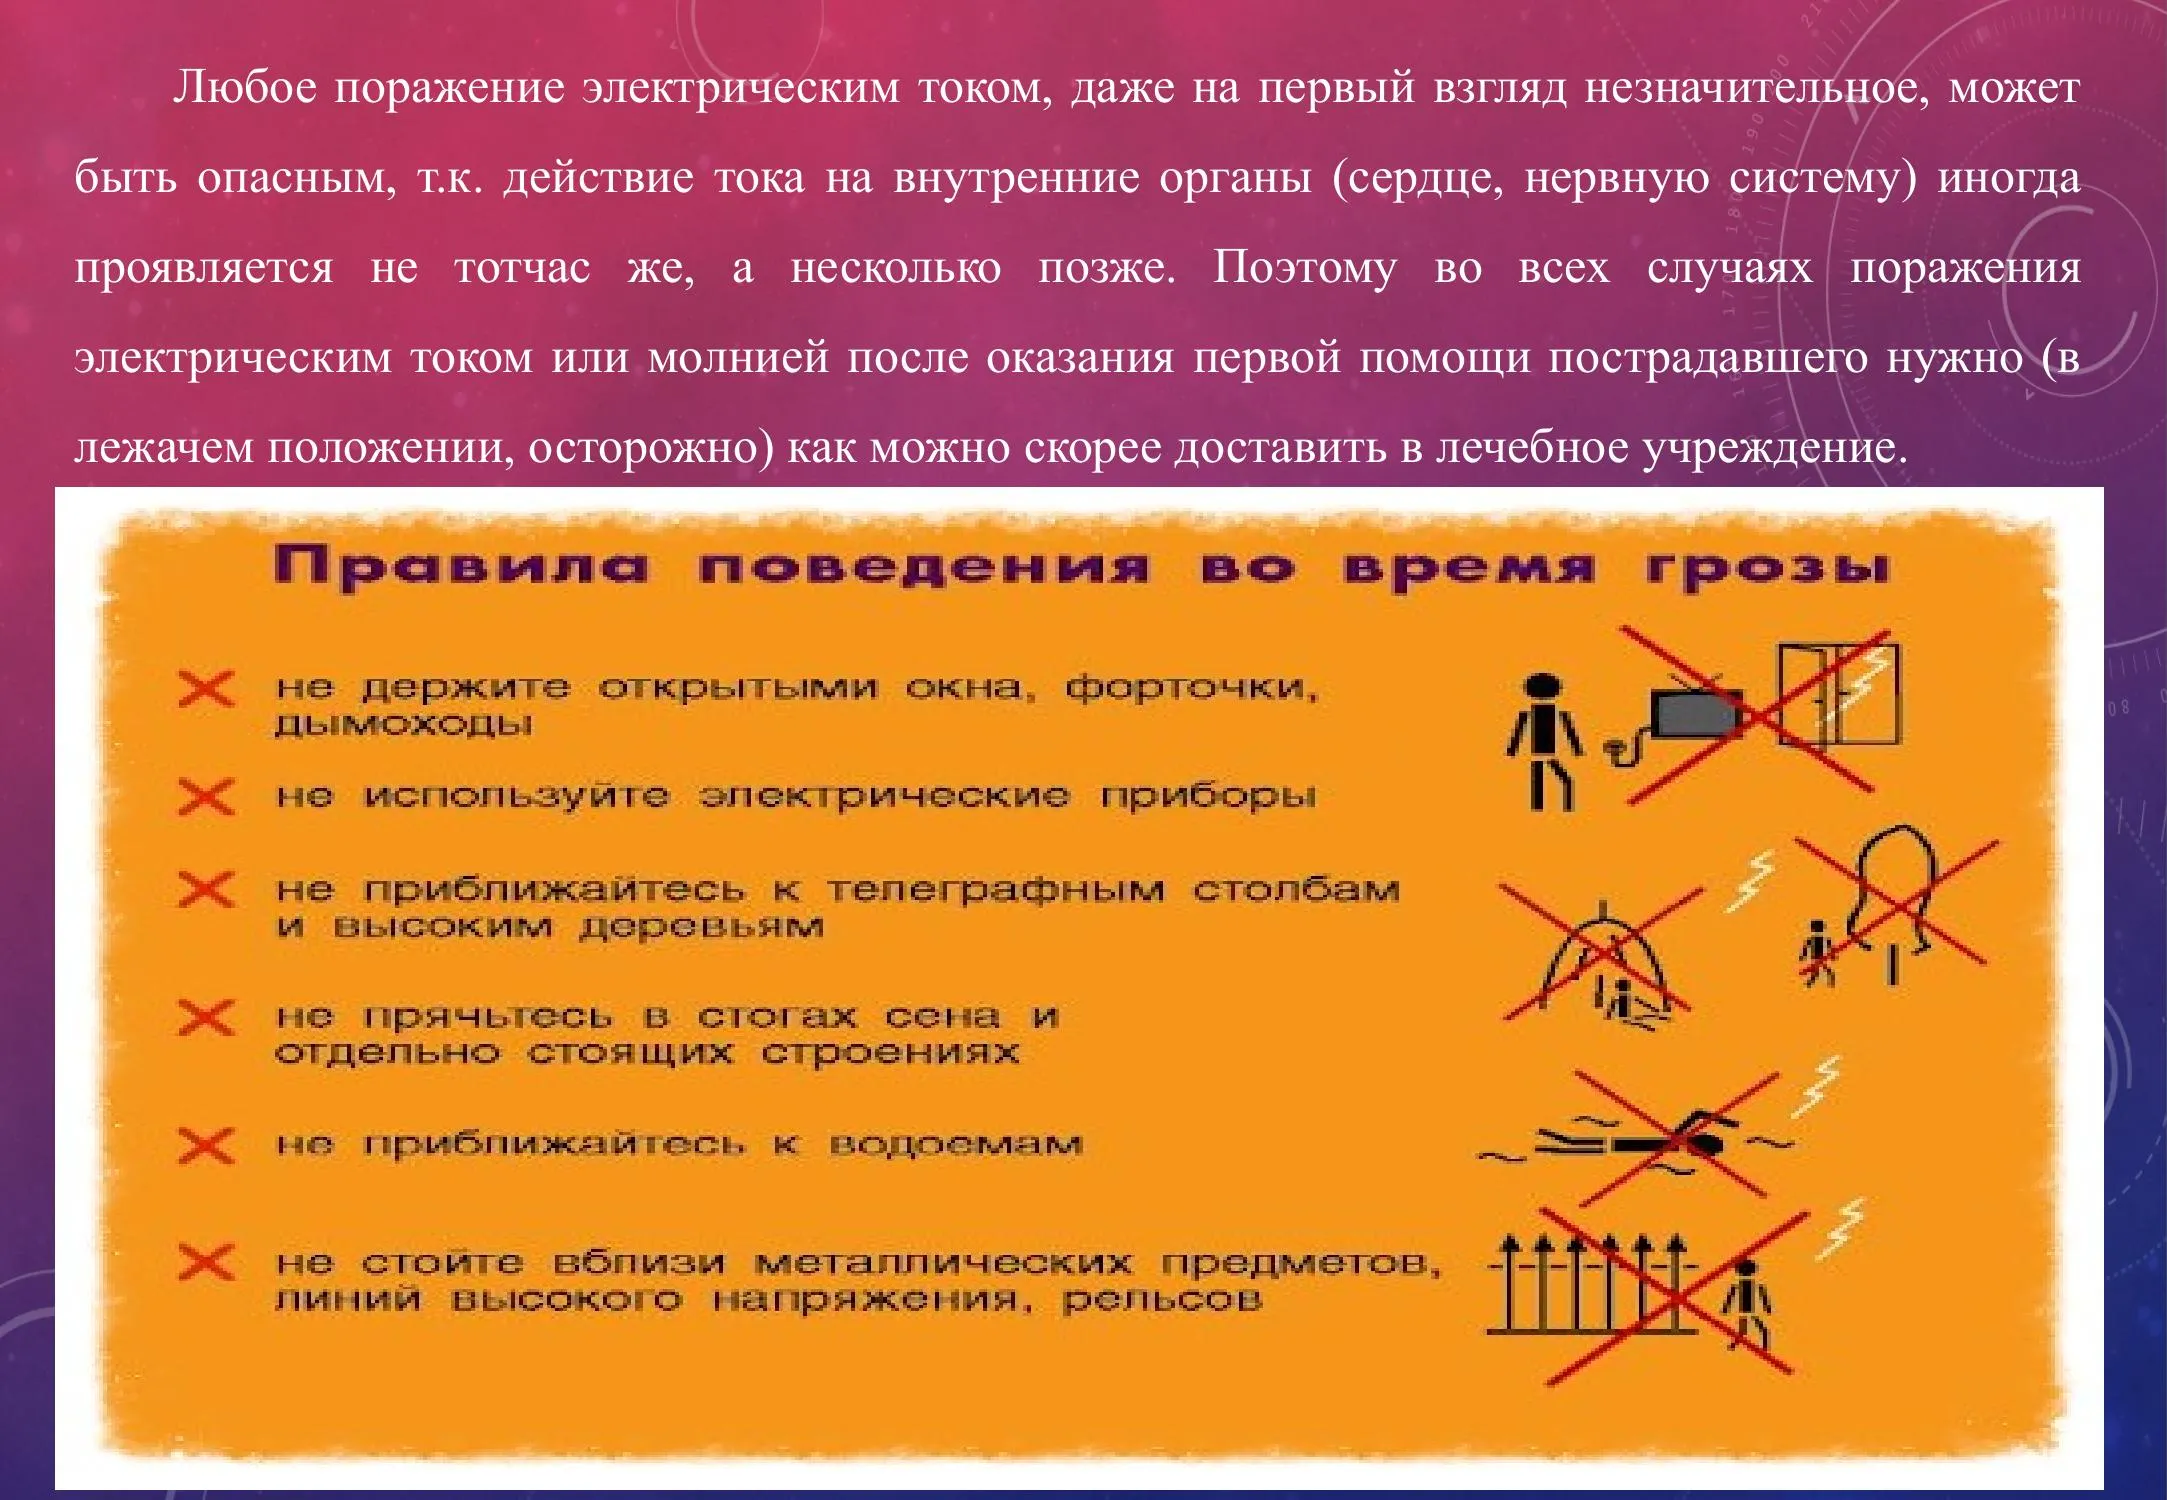 Любое поражение электрическим током, даже на первый взгляд незначительное, может
быть опасным, т.к. действие тока на внутренние органы (сердце, нервную систему) иногда
проявляется не тотчас же, а несколько позже. Поэтому во всех случаях поражения
электрическим током или молнией после оказания первой помощи пострадавшего нужно (в
лежачем положении, осторожно) как можно скорее доставить в лечебное учреждение.
Правила поведения во время грозы
не держите открытыми окна, форточки,
дымоходы
не используйте электрические приборы
не приближайтесь к телеграфным столбам
и высоким деревьям
не прячьтесь в стогах сена и
отдельно стоящих строениях
не приближайтесь к водоемам
не стойте вблизи металлических предметов,
линий высокого напряжения, рельсов